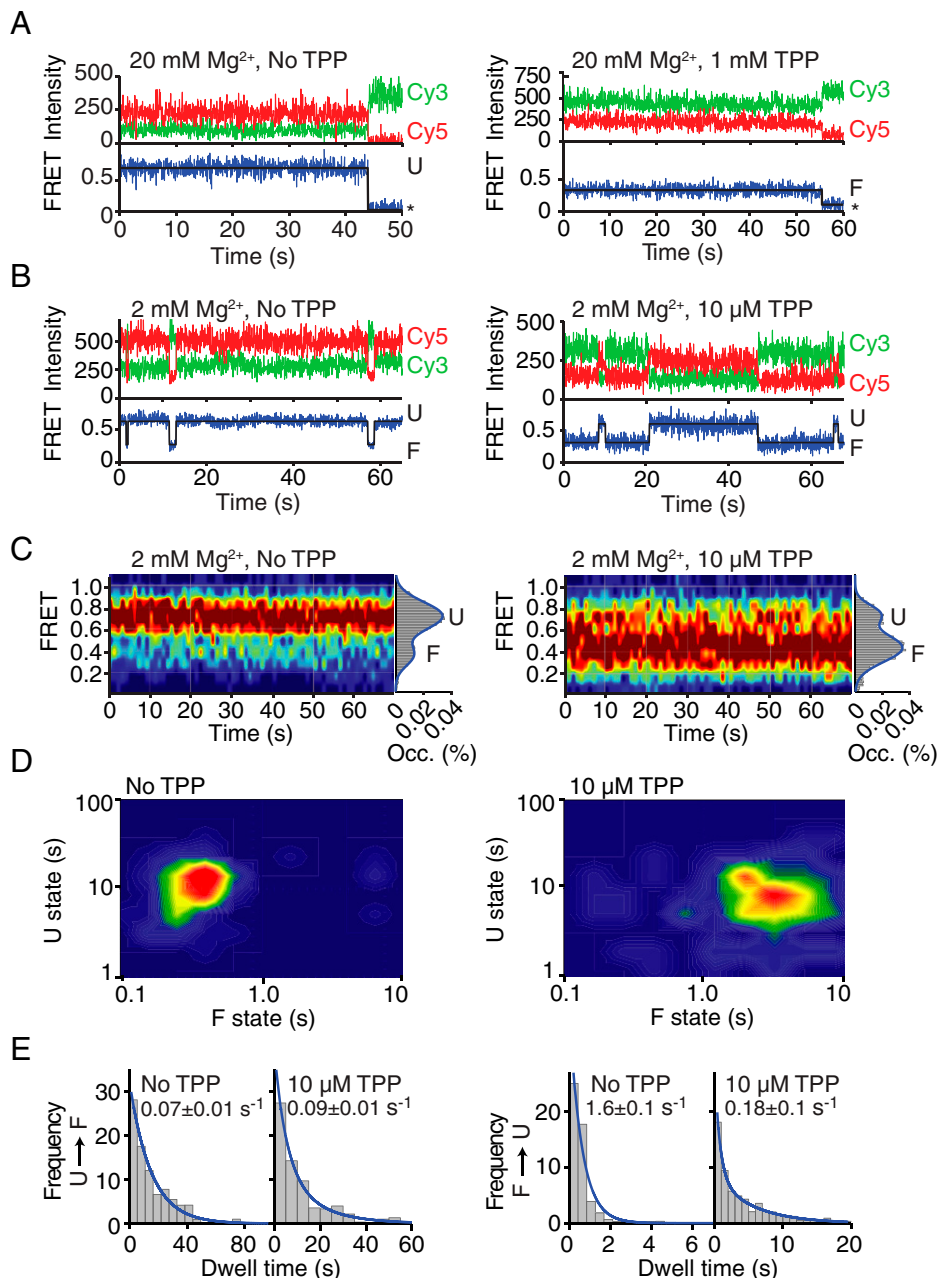 A
20 mM Mg²⁺, No TPP
20 mM Mg²⁺, 1 mM TPP
FRET Intensity
500
250
0
Cy3
Cy5
0.5
0
U
*
0 10 20 30 40 50
Time (s)
FRET Intensity
750
500
250
0
Cy3
Cy5
0.5
0
F
*
0 10 20 30 40 50 60
Time (s)
B
2 mM Mg²⁺, No TPP
2 mM Mg²⁺, 10 µM TPP
FRET Intensity
500
250
0
Cy5
Cy3
0.5
0
U
F
0 20 40 60
Time (s)
FRET Intensity
500
250
0
Cy3
Cy5
0.5
0
U
F
0 10 20 30 40 50 60
Time (s)
C
2 mM Mg²⁺, No TPP
2 mM Mg²⁺, 10 µM TPP
FRET
1.0
0.8
0.6
0.4
0.2
U
F
0 10 20 30 40 50 60
Time (s)
0 0.02 0.04
FRET
1.0
0.8
0.6
0.4
0.2
U
F
0 10 20 30 40 50 60
Time (s)
0 0.02 0.04
Occ. (%)
D
No TPP
10 µM TPP
U state (s)
100
10
1
0.1 1.0 10
F state (s)
U state (s)
100
10
1
0.1 1.0 10
F state (s)
E
Frequency
U → F
30
20
10
0
No TPP
0.07±0.01 s⁻¹
10 µM TPP
0.09±0.01 s⁻¹
0 40 80 0 20 40 60
Dwell time (s)
Frequency
F → U
20
10
0
No TPP
1.6±0.1 s⁻¹
10 µM TPP
0.18±0.1 s⁻¹
0 2 4 6 0 10 20
Dwell time (s)